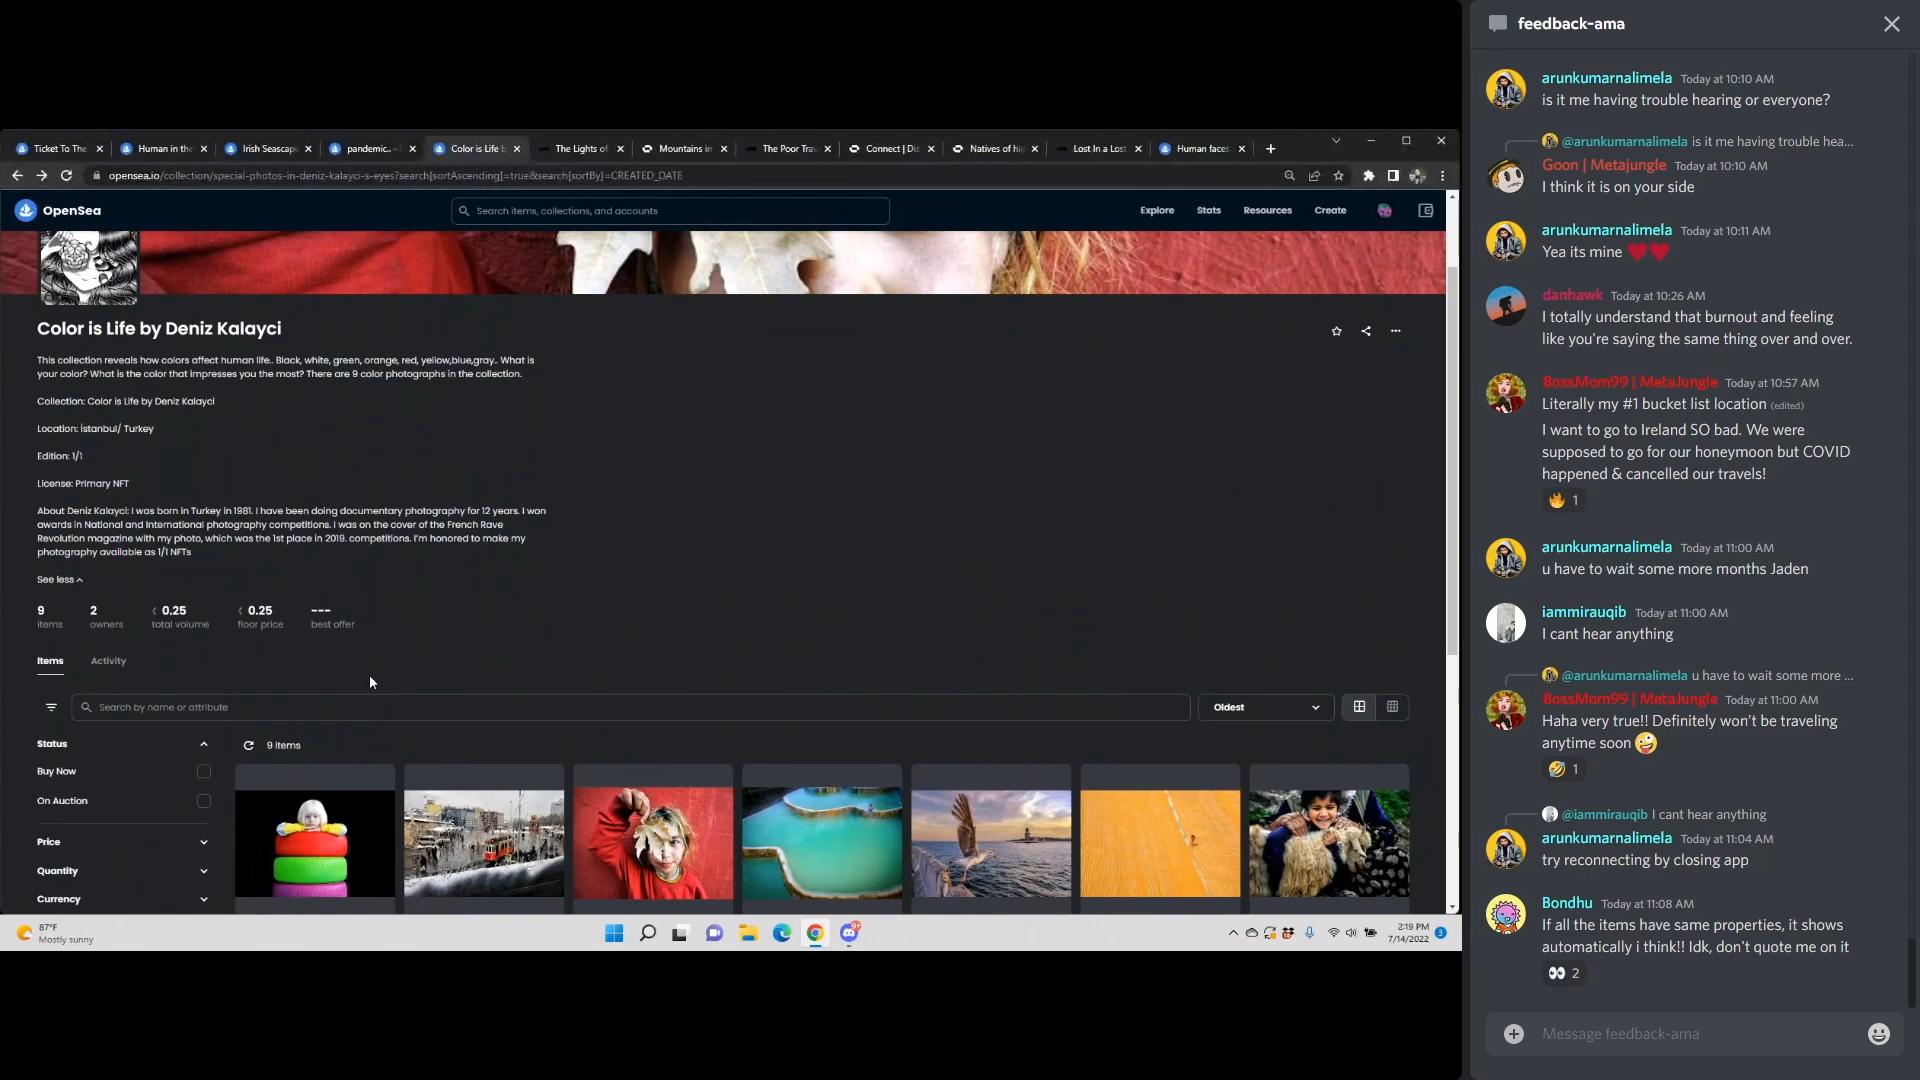 Ticket To The
Human in the
Irish Seascap
pandemic..
Color is Life b
The Lights of
Mountains in
The Poor Trav
Connect | Dis
Natives of hig
Lost In a Lost
Human faces
opensea.io/collection/special-photos-in-deniz-kalayci-s-eyes?search[sortAscending]=true&search[sortBy]=CREATED_DATE
OpenSea
Search items, collections, and accounts
Explore
Stats
Resources
Create
Color is Life by Deniz Kalayci
This collection reveals how colors affect human life.. Black, white, green, orange, red, yellow,blue,gray.. What is
your color? What is the color that impresses you the most? There are 9 color photographs in the collection.
Collection: Color is Life by Deniz Kalayci
Location: İstanbul/ Turkey
Edition: 1/1
License: Primary NFT
About Deniz Kalayci: I was born in Turkey in 1981. I have been doing documentary photography for 12 years. I won
awards in National and International photography competitions. I was on the cover of the French Rave
Revolution magazine with my photo, which was the 1st place in 2019. competitions. I'm honored to make my
photography available as 1/1 NFTs
See less
9 2 0.25 0.25 ---
items owners total volume floor price best offer
Items Activity
Search by name or attribute
Oldest
Status
9 items
Buy Now
On Auction
Price
Quantity
Currency
87°F
Mostly sunny
9+
2:19 PM
7/14/2022
3
feedback-ama
arunkumarnalimela Today at 10:10 AM
is it me having trouble hearing or everyone?
@arunkumarnalimela is it me having trouble hea...
Goon | Metajungle Today at 10:10 AM
I think it is on your side
arunkumarnalimela Today at 10:11 AM
Yea its mine ❤️❤️
danhawk Today at 10:26 AM
I totally understand that burnout and feeling
like you're saying the same thing over and over.
BossMom99 | MetaJungle Today at 10:57 AM
Literally my #1 bucket list location (edited)
I want to go to Ireland SO bad. We were
supposed to go for our honeymoon but COVID
happened & cancelled our travels!
🔥 1
arunkumarnalimela Today at 11:00 AM
u have to wait some more months Jaden
iammirauqib Today at 11:00 AM
I cant hear anything
@arunkumarnalimela u have to wait some more ...
BossMom99 | MetaJungle Today at 11:00 AM
Haha very true!! Definitely won't be traveling
anytime soon 🤪
🤣 1
@iammirauqib I cant hear anything
arunkumarnalimela Today at 11:04 AM
try reconnecting by closing app
Bondhu Today at 11:08 AM
If all the items have same properties, it shows
automatically i think!! Idk, don't quote me on it
👀 2
Message feedback-ama